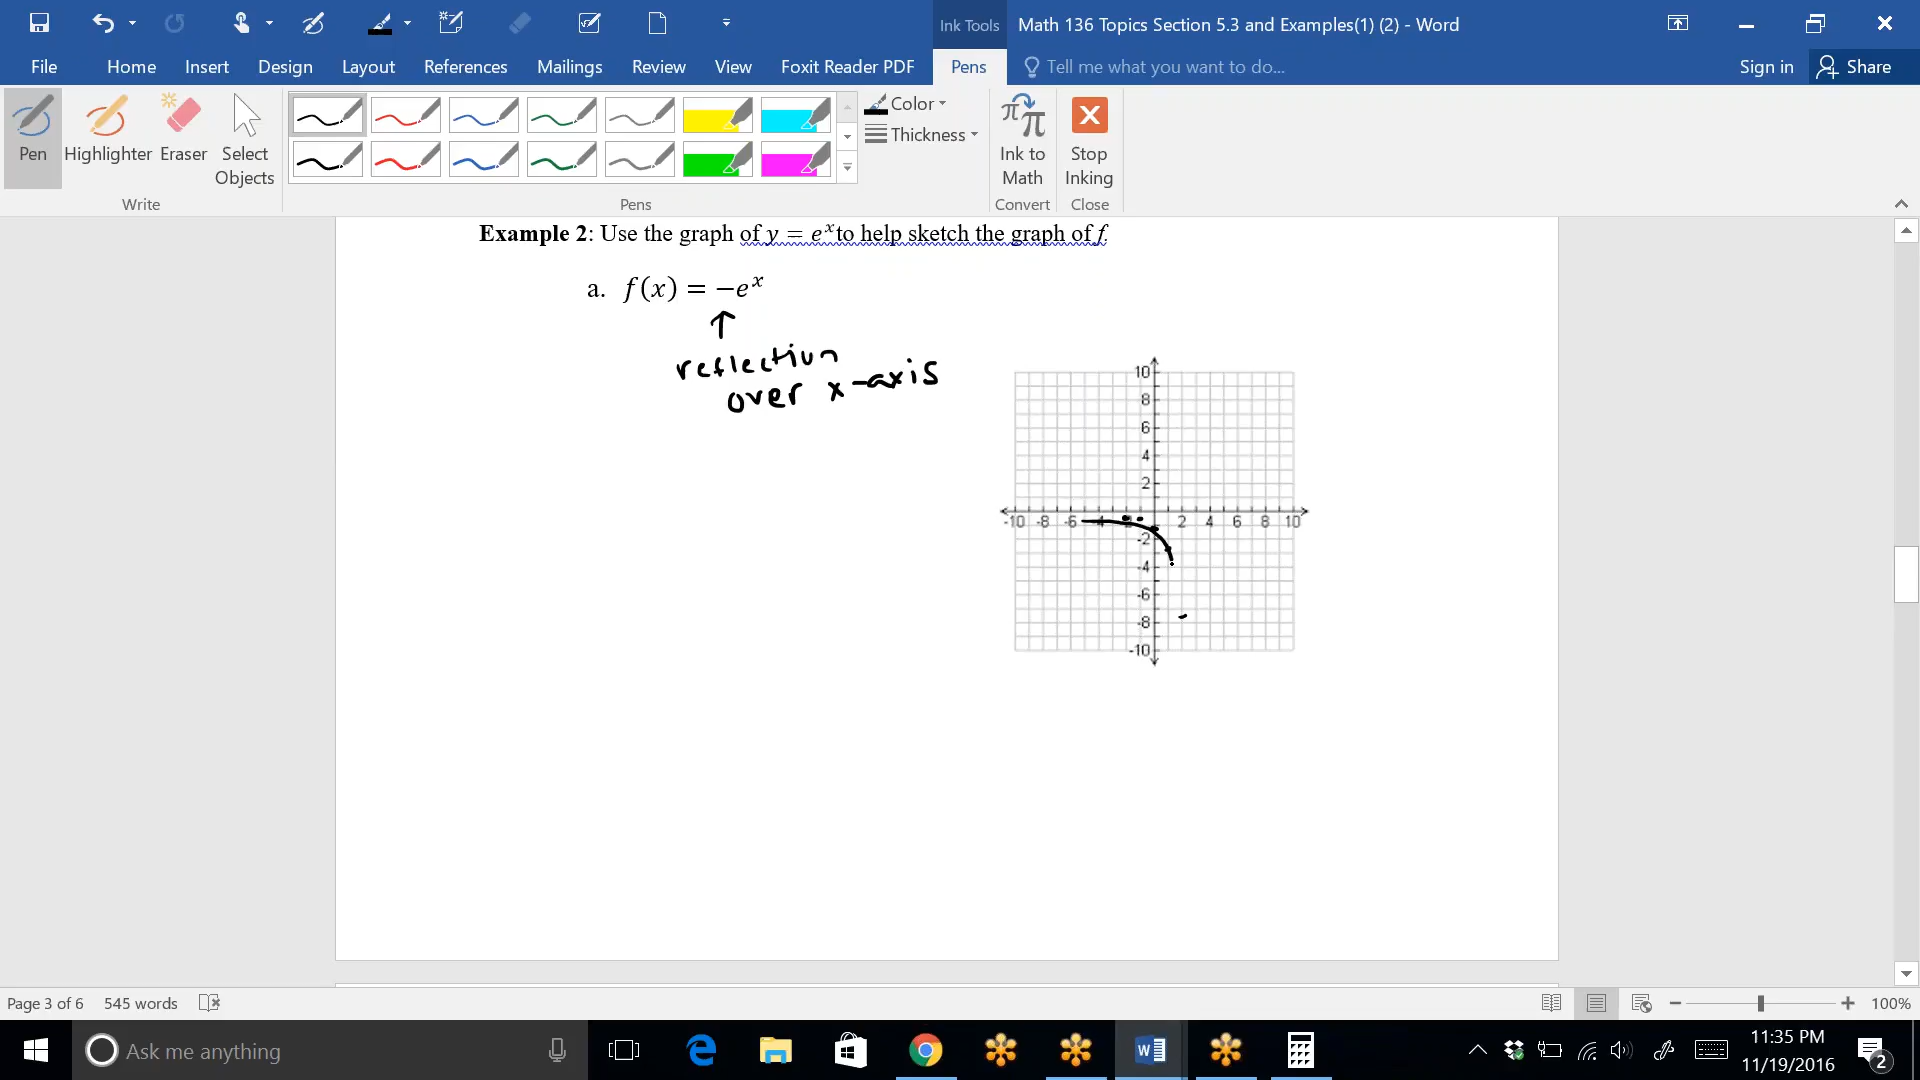 Ink Tools
Math 136 Topics Section 5.3 and Examples(1) (2) - Word
File Home Insert Design Layout References Mailings Review View Foxit Reader PDF Pens Tell me what you want to do... Sign in Share
Pen Highlighter Eraser Select Objects
Color
Thickness
Ink to Math
Stop Inking
Write Pens Convert Close
Example 2: Use the graph of y = eˣto help sketch the graph of f.
a. f(x) = −eˣ
↑
reflection
over x-axis
10
8
6
4
2
-10 -8 -6 -4 -2 2 4 6 8 10
-2
-4
-6
-8
-10
Page 3 of 6 545 words 100%
Ask me anything
11:35 PM
11/19/2016
2